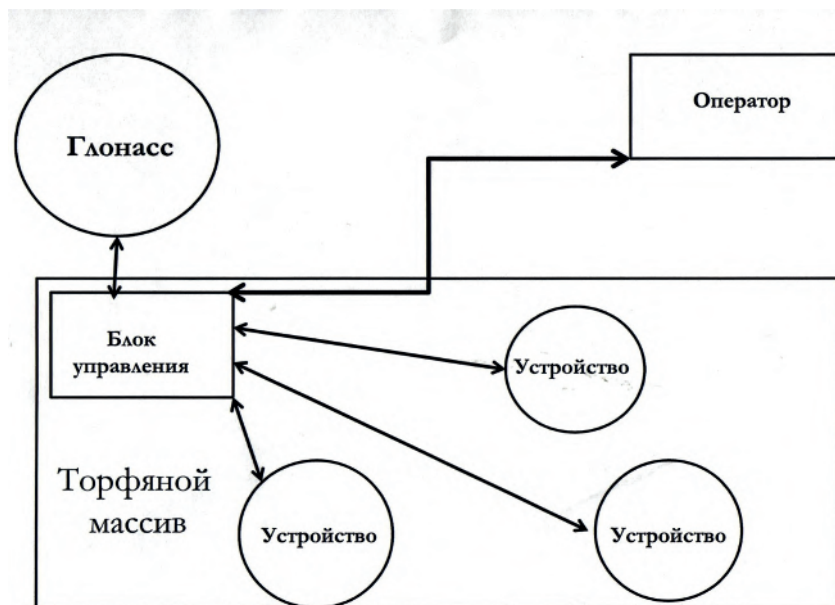 Глонасс
Оператор
Блок
управления
Устройство
Торфяной
массив
Устройство
Устройство